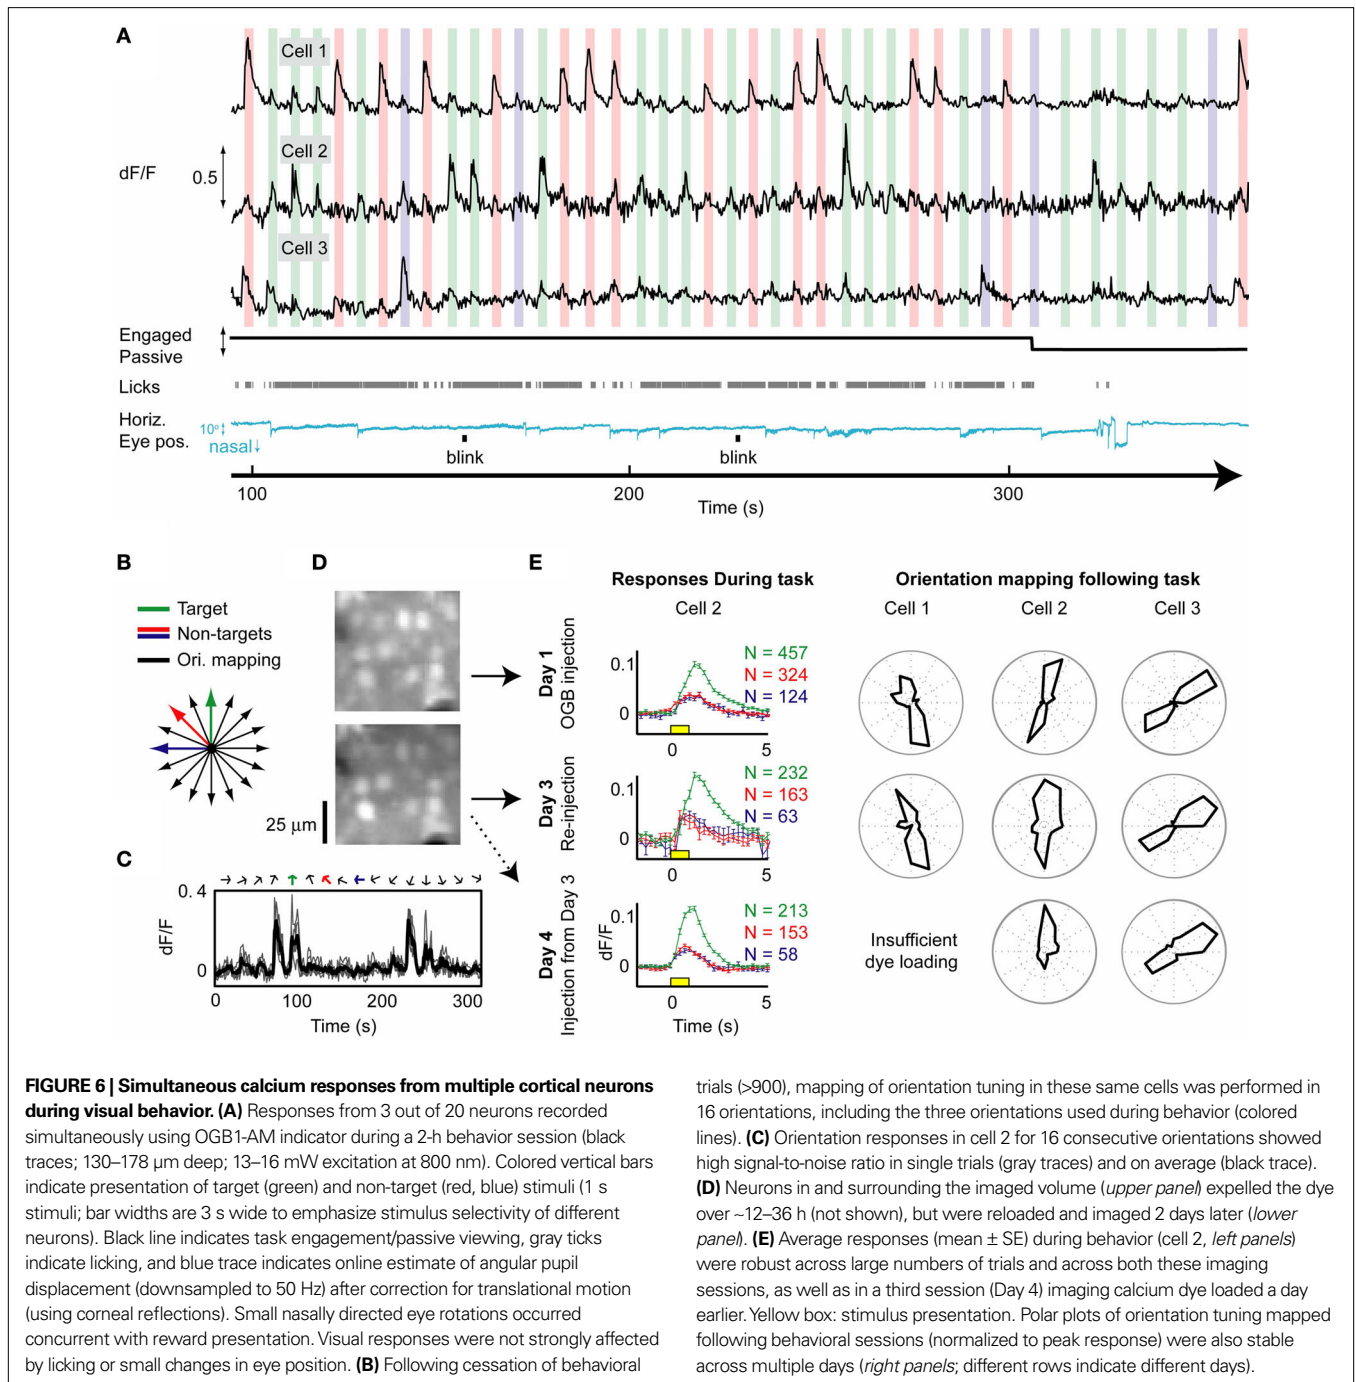 A
Cell 1
Cell 2
dF/F
0.5
Cell 3
Engaged
Passive
Licks
Horiz.
Eye pos.
10°
nasal↓
blink
blink
100
200
300
Time (s)
B
Target
Non-targets
Ori. mapping
C
0.4
dF/F
0
0
100
200
300
Time (s)
D
25 µm
E
Responses During task
Orientation mapping following task
Cell 2
Cell 1
Cell 2
Cell 3
Day 1
OGB injection
0.1
0
N = 457
N = 324
N = 124
0
5
Day 3
Re-injection
0.1
0
N = 232
N = 163
N = 63
0
5
Day 4
Injection from Day 3
dF/F
0.1
0
N = 213
N = 153
N = 58
0
5
Time (s)
Insufficient
dye loading
FIGURE 6 | Simultaneous calcium responses from multiple cortical neurons
during visual behavior. (A) Responses from 3 out of 20 neurons recorded
simultaneously using OGB1-AM indicator during a 2-h behavior session (black
traces; 130–178 µm deep; 13–16 mW excitation at 800 nm). Colored vertical bars
indicate presentation of target (green) and non-target (red, blue) stimuli (1 s
stimuli; bar widths are 3 s wide to emphasize stimulus selectivity of different
neurons). Black line indicates task engagement/passive viewing, gray ticks
indicate licking, and blue trace indicates online estimate of angular pupil
displacement (downsampled to 50 Hz) after correction for translational motion
(using corneal reflections). Small nasally directed eye rotations occurred
concurrent with reward presentation. Visual responses were not strongly affected
by licking or small changes in eye position. (B) Following cessation of behavioral
trials (>900), mapping of orientation tuning in these same cells was performed in
16 orientations, including the three orientations used during behavior (colored
lines). (C) Orientation responses in cell 2 for 16 consecutive orientations showed
high signal-to-noise ratio in single trials (gray traces) and on average (black trace).
(D) Neurons in and surrounding the imaged volume (upper panel) expelled the dye
over ~12–36 h (not shown), but were reloaded and imaged 2 days later (lower
panel). (E) Average responses (mean ± SE) during behavior (cell 2, left panels)
were robust across large numbers of trials and across both these imaging
sessions, as well as in a third session (Day 4) imaging calcium dye loaded a day
earlier. Yellow box: stimulus presentation. Polar plots of orientation tuning mapped
following behavioral sessions (normalized to peak response) were also stable
across multiple days (right panels; different rows indicate different days).